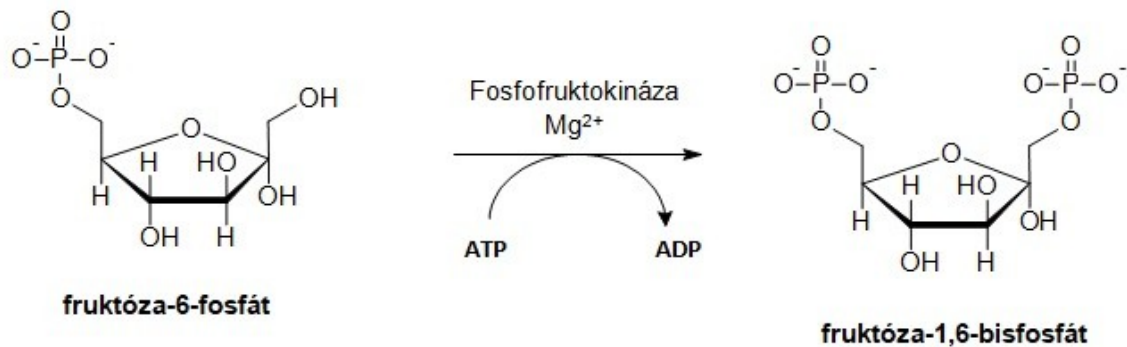 O
O⁻ P O⁻
O
OH
O
H HO
H OH
OH H
fruktóza-6-fosfát
Fosfofruktokináza
Mg²⁺
ATP ADP
O O
⁻O P O⁻ ⁻O P O⁻
O O
O
H HO
H OH
OH H
fruktóza-1,6-bisfosfát